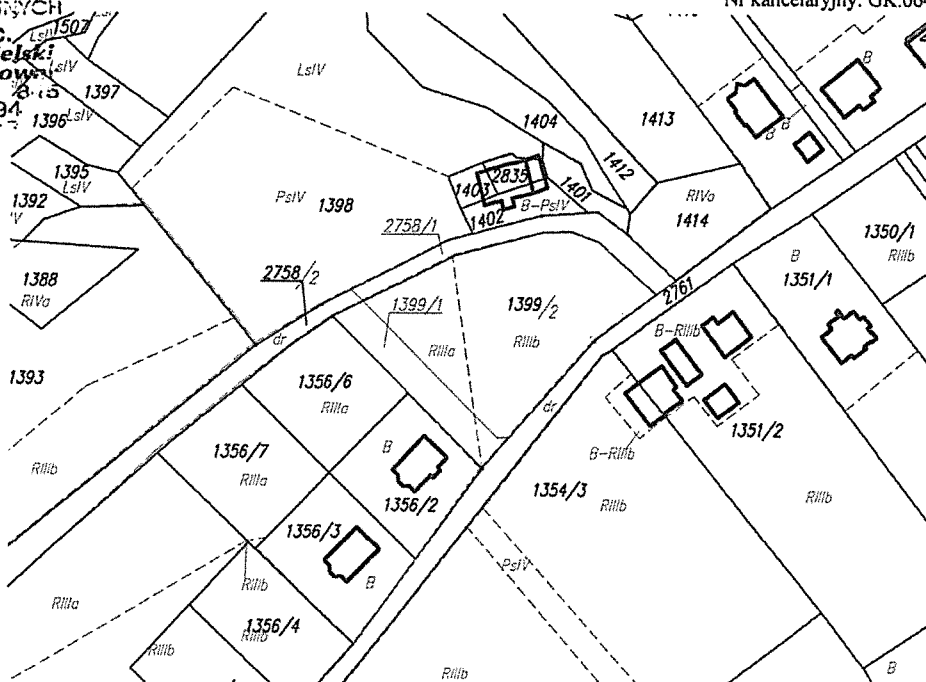 Nr kancelaryjny: GK.
LsIV
1507
LsIV
1397
LsIV
1396
LsIV
1404
1413
B
B
B
1395
LsIV
1392
PsIV
1398
1403
2835
1401
1412
RIVa
1414
B-PsIV
1402
2758/1
1350/1
RIIIb
B
1351/1
1388
RIVa
2758/2
1399/1
1399/2
RIIIb
2761
B-RIIIb
dr
RIIIa
1393
1356/6
RIIIa
dr
1351/2
RIIIb
1356/7
RIIIa
B
B-RIIIb
1354/3
RIIIb
RIIIb
1356/2
1356/3
B
PsIV
RIIIb
RIIIa
1356/4
RIIIb
RIIIb
RIIIb
B